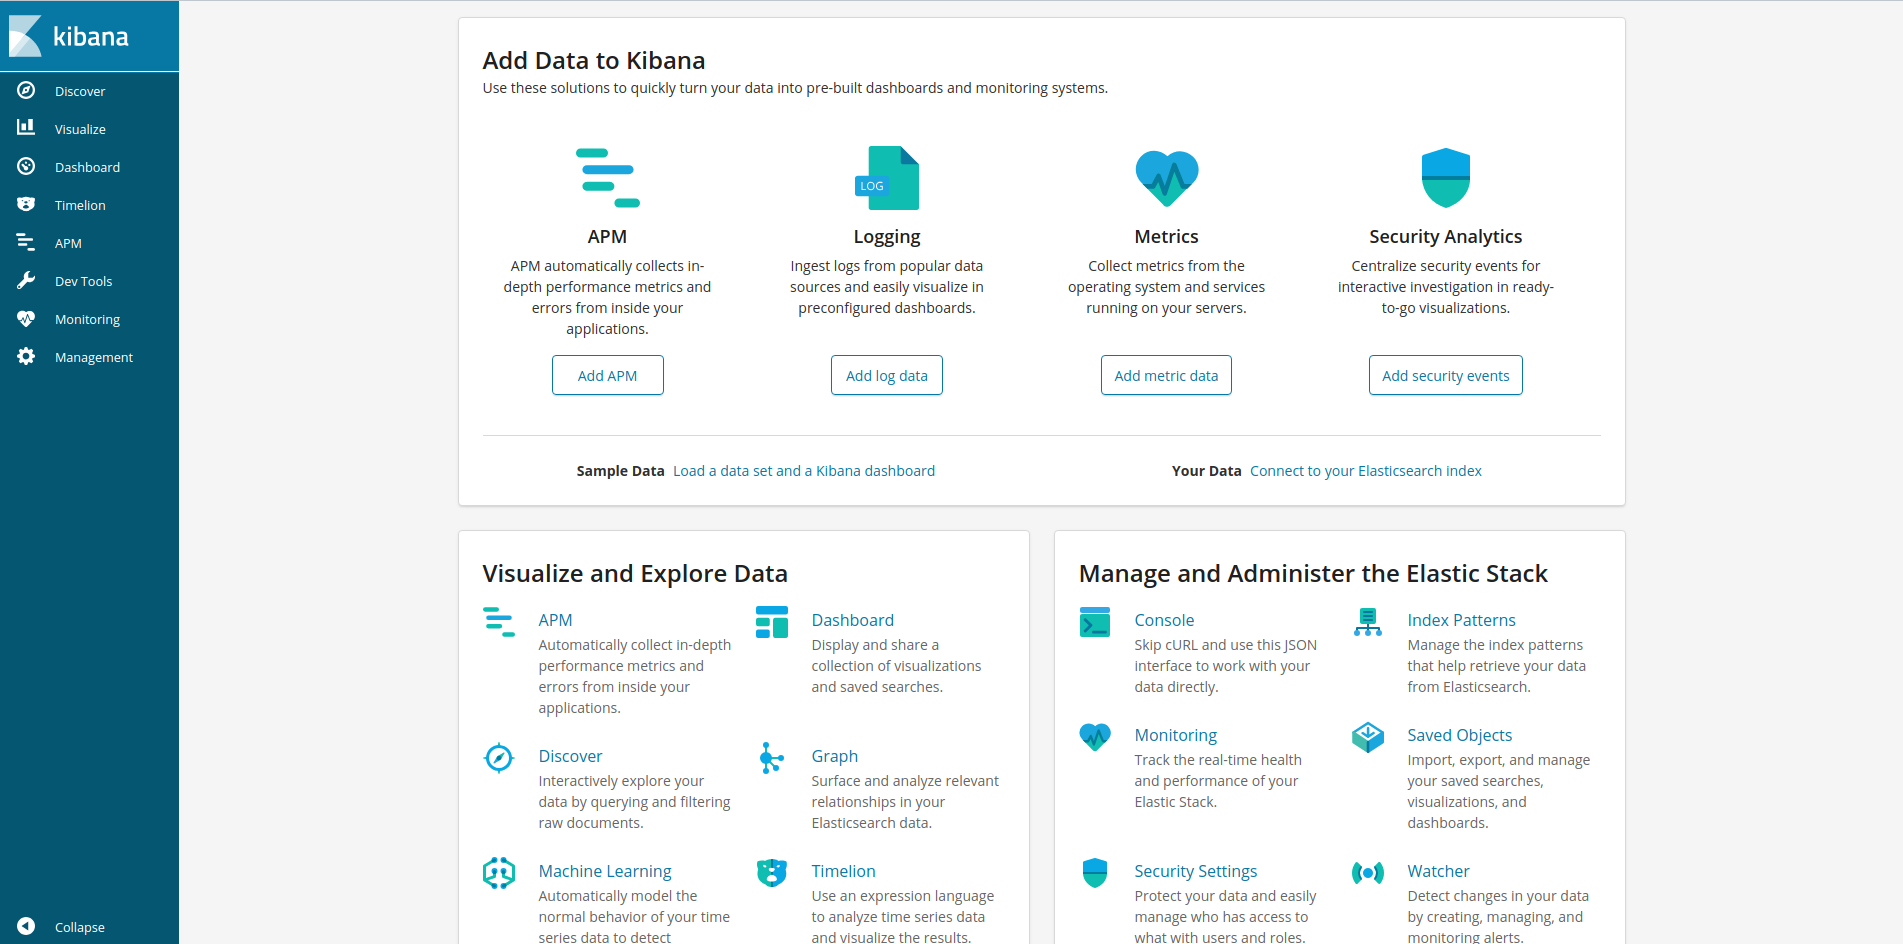 kibana
Discover
Visualize
Dashboard
Timelion
APM
Dev Tools
Monitoring
Management
Collapse
Add Data to Kibana
Use these solutions to quickly turn your data into pre-built dashboards and monitoring systems.
APM
APM automatically collects in-
depth performance metrics and
errors from inside your
applications.
Add APM
LOG
Logging
Ingest logs from popular data
sources and easily visualize in
preconfigured dashboards.
Add log data
Metrics
Collect metrics from the
operating system and services
running on your servers.
Add metric data
Security Analytics
Centralize security events for
interactive investigation in ready-
to-go visualizations.
Add security events
Sample Data Load a data set and a Kibana dashboard
Your Data Connect to your Elasticsearch index
Visualize and Explore Data
APM
Automatically collect in-depth
performance metrics and
errors from inside your
applications.
Dashboard
Display and share a
collection of visualizations
and saved searches.
Discover
Interactively explore your
data by querying and filtering
raw documents.
Graph
Surface and analyze relevant
relationships in your
Elasticsearch data.
Machine Learning
Automatically model the
normal behavior of your time
series data to detect
Timelion
Use an expression language
to analyze time series data
and visualize the results.
Manage and Administer the Elastic Stack
Console
Skip cURL and use this JSON
interface to work with your
data directly.
Index Patterns
Manage the index patterns
that help retrieve your data
from Elasticsearch.
Monitoring
Track the real-time health
and performance of your
Elastic Stack.
Saved Objects
Import, export, and manage
your saved searches,
visualizations, and
dashboards.
Security Settings
Protect your data and easily
manage who has access to
what with users and roles.
Watcher
Detect changes in your data
by creating, managing, and
monitoring alerts.